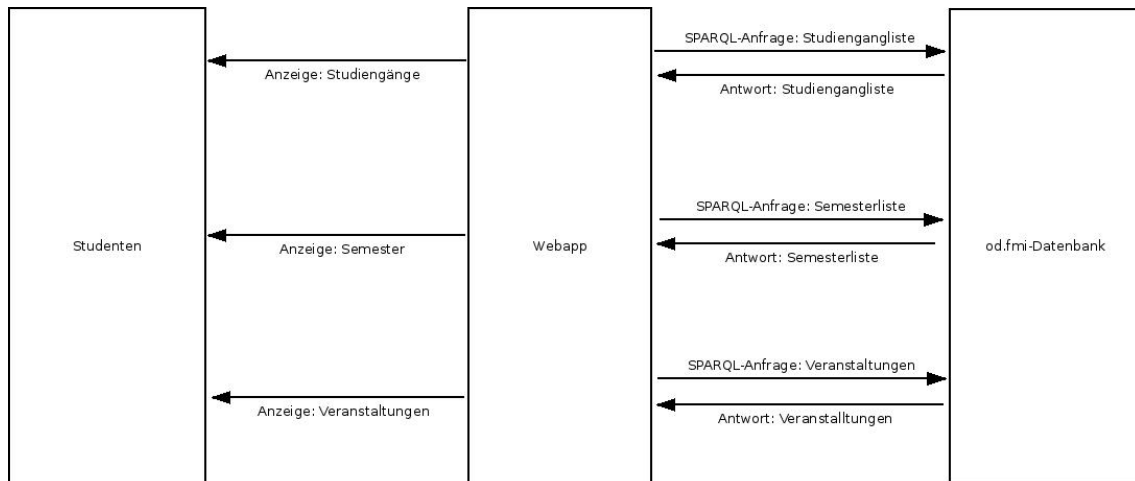 SPARQL-Anfrage: Studiengangliste
Anzeige: Studiengänge
Antwort: Studiengangliste
SPARQL-Anfrage: Semesterliste
Studenten
Anzeige: Semester
Webapp
Antwort: Semesterliste
od.fmi-Datenbank
SPARQL-Anfrage: Veranstaltungen
Anzeige: Veranstaltungen
Antwort: Veranstalltungen